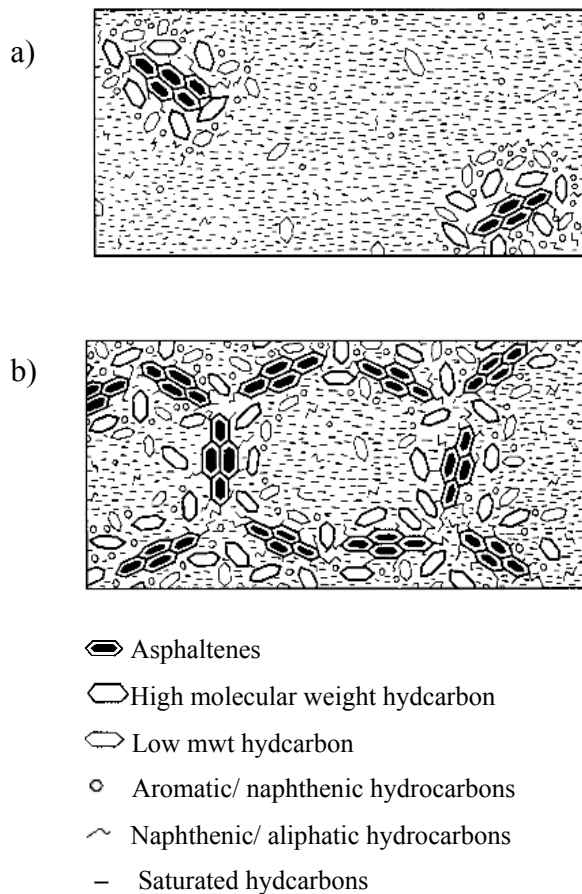 a)
b)
Asphaltenes
High molecular weight hydcarbon
Low mwt hydcarbon
Aromatic/ naphthenic hydrocarbons
Naphthenic/ aliphatic hydrocarbons
Saturated hydcarbons